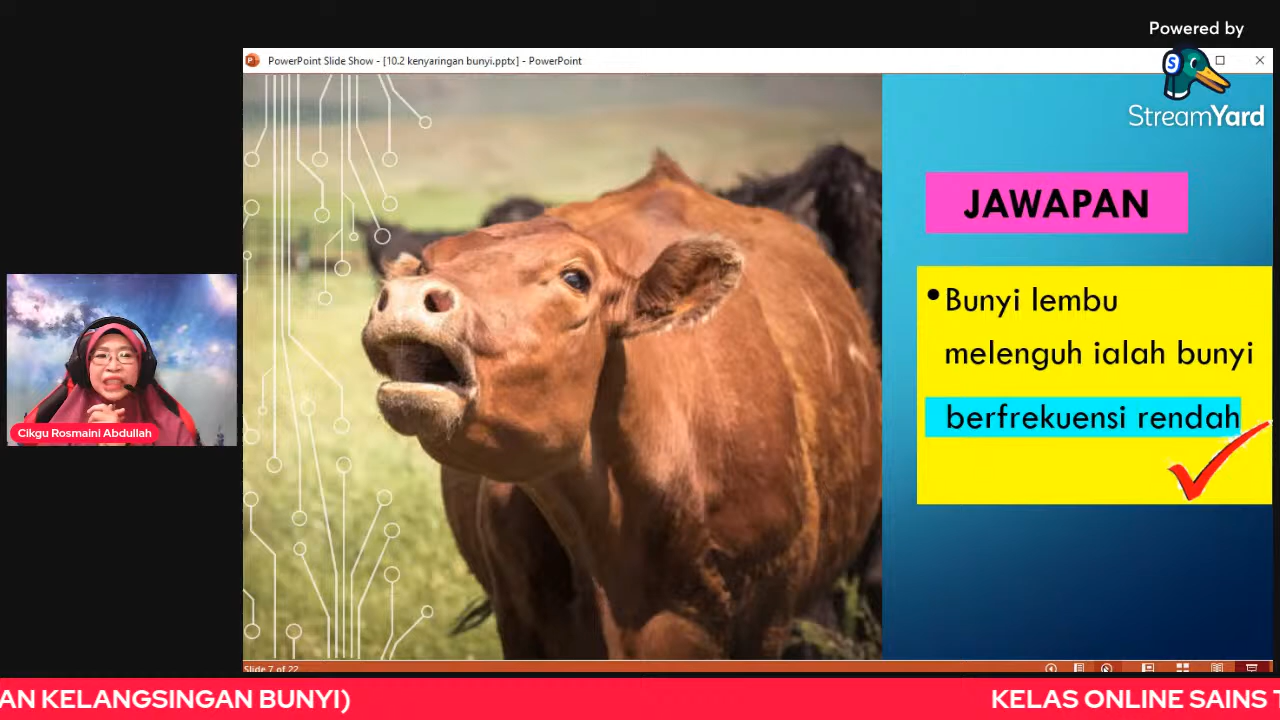 Powered by
PowerPoint Slide Show - [10.2 kenyaringan bunyi.pptx] - PowerPoint
S
StreamYard
JAWAPAN
•Bunyi lembu
melenguh ialah bunyi
berfrekuensi rendah
Cikgu Rosmaini Abdullah
Slide 7 of 22
AN KELANGSINGAN BUNYI)
KELAS ONLINE SAINS T